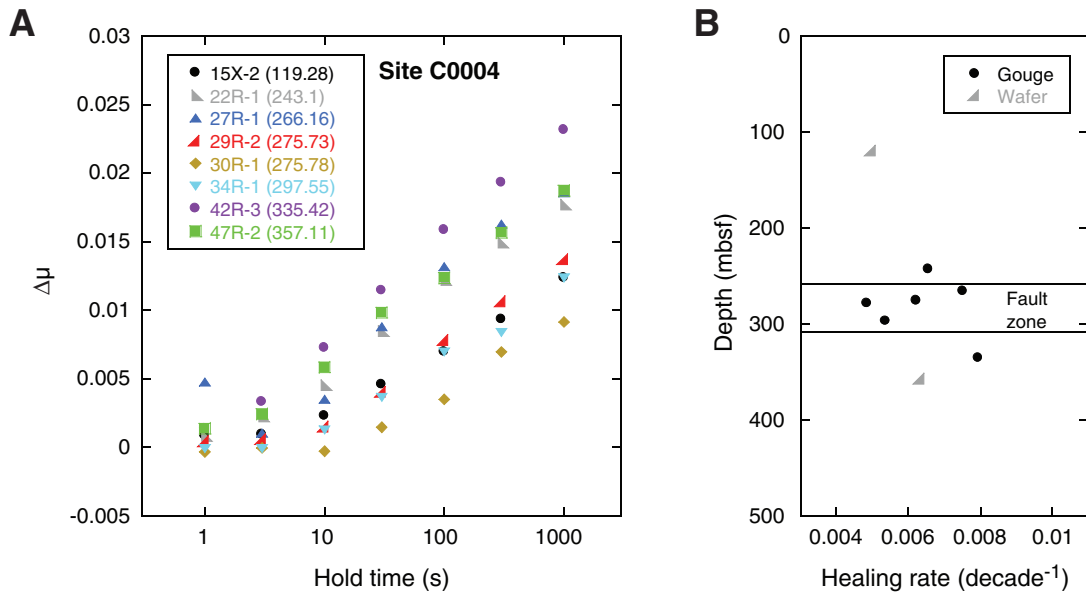 A
0.03
0.025
0.02
0.015
0.01
0.005
0
-0.005
Δμ
15X-2 (119.28)
22R-1 (243.1)
27R-1 (266.16)
29R-2 (275.73)
30R-1 (275.78)
34R-1 (297.55)
42R-3 (335.42)
47R-2 (357.11)
Site C0004
1 10 100 1000
Hold time (s)
B
0
100
200
300
400
500
Depth (mbsf)
Gouge
Wafer
Fault
zone
0.004 0.006 0.008 0.01
Healing rate (decade⁻¹)